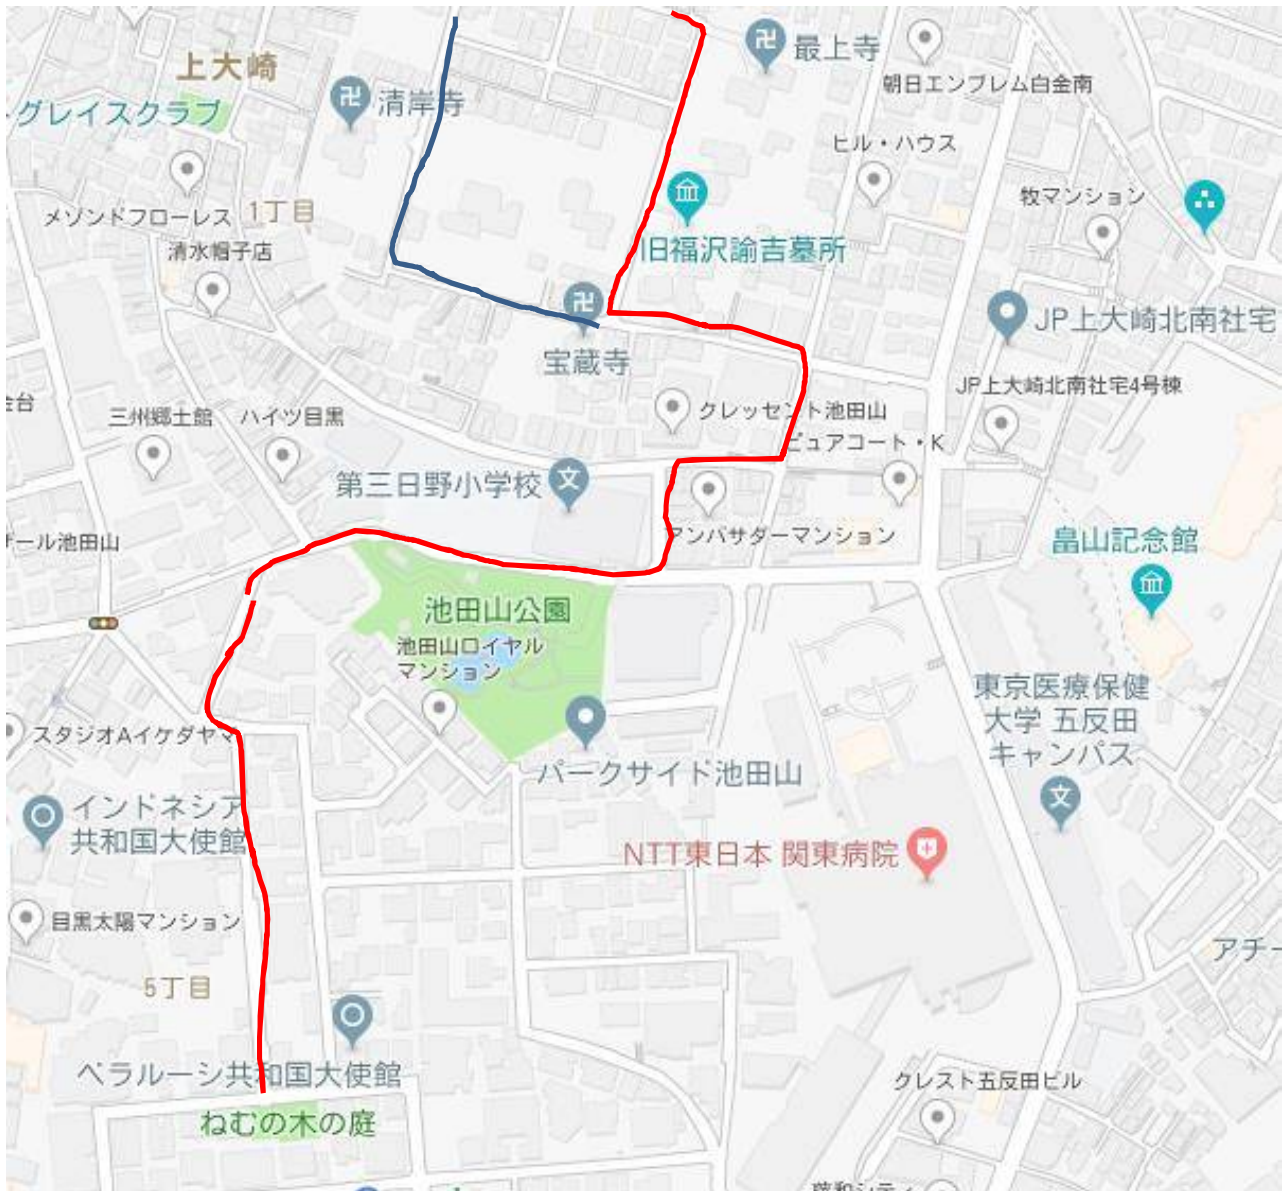 最上寺
上大崎
朝日エンブレム白金南
清岸寺
グレイスクラブ
ヒル・ハウス
牧マンション
メゾンドフローレス
1丁目
清水帽子店
旧福沢諭吉墓所
JP上大崎北南社宅
宝蔵寺
JP上大崎北南社宅4号棟
三州郷土館
ハイツ目黒
クレッセント池田山
ピュアコート・K
第三日野小学校
アンバサダーマンション
ール池田山
畠山記念館
池田山公園
池田山ロイヤル
マンション
東京医療保健
大学 五反田
キャンパス
スタジオAイケダヤマ
パークサイド池田山
インドネシア
共和国大使館
NTT東日本 関東病院
目黒太陽マンション
アチー
5丁目
ベラルーシ共和国大使館
クレスト五反田ビル
ねむの木の庭